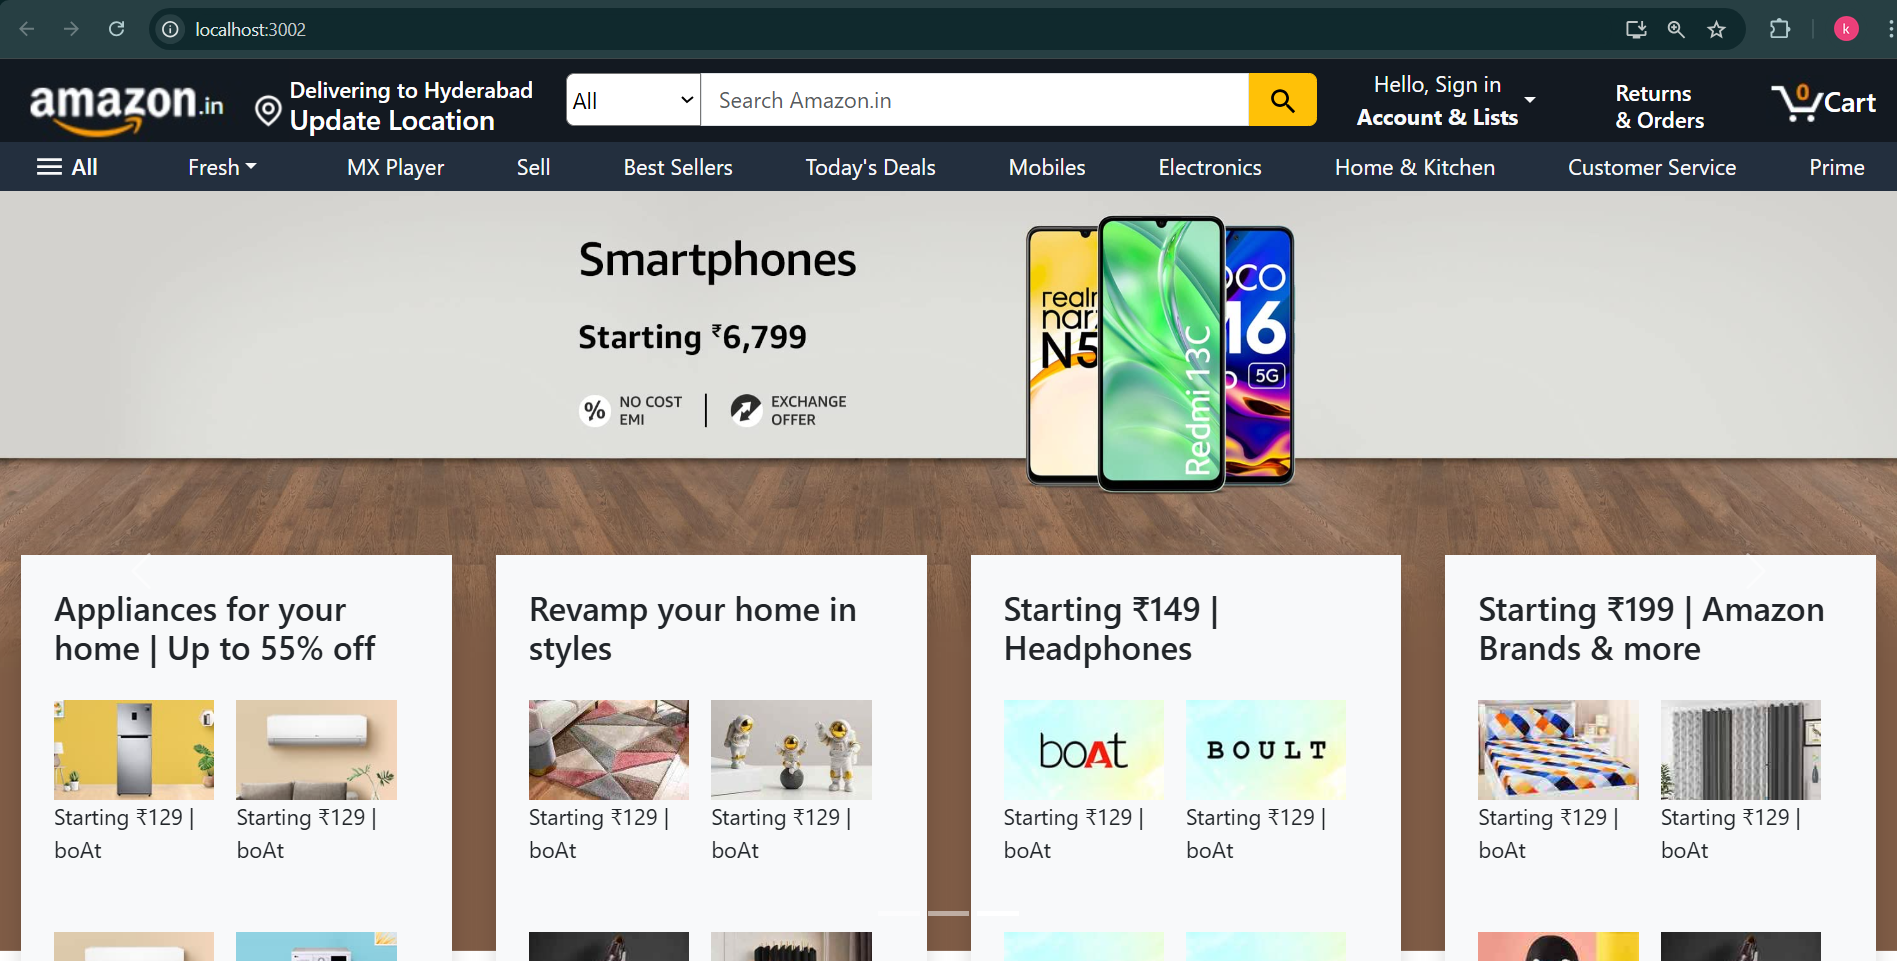 localhost:3002
k
amazon.in
Delivering to Hyderabad
Update Location
All
Search Amazon.in
Hello, Sign in
Account & Lists
Returns
& Orders
0
Cart
All
Fresh
MX Player
Sell
Best Sellers
Today's Deals
Mobiles
Electronics
Home & Kitchen
Customer Service
Prime
Smartphones
Starting ₹6,799
% NO COST
EMI
EXCHANGE
OFFER
N5
Redmi 13C
16
5G
Appliances for your
home | Up to 55% off
Starting ₹129 |
boAt
Starting ₹129 |
boAt
Revamp your home in
styles
Starting ₹129 |
boAt
Starting ₹129 |
boAt
Starting ₹149 |
Headphones
boAt
Starting ₹129 |
boAt
BOULT
Starting ₹129 |
boAt
Starting ₹199 | Amazon
Brands & more
Starting ₹129 |
boAt
Starting ₹129 |
boAt